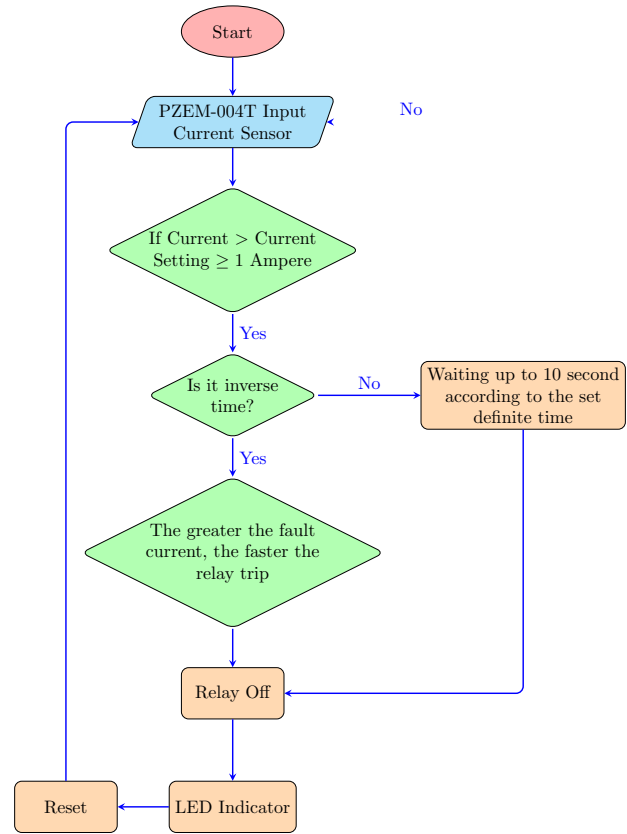 Start
PZEM-004T Input
Current Sensor
No
If Current > Current
Setting ≥ 1 Ampere
Yes
Is it inverse
time?
No
Waiting up to 10 second
according to the set
definite time
Yes
The greater the fault
current, the faster the
relay trip
Relay Off
Reset
LED Indicator